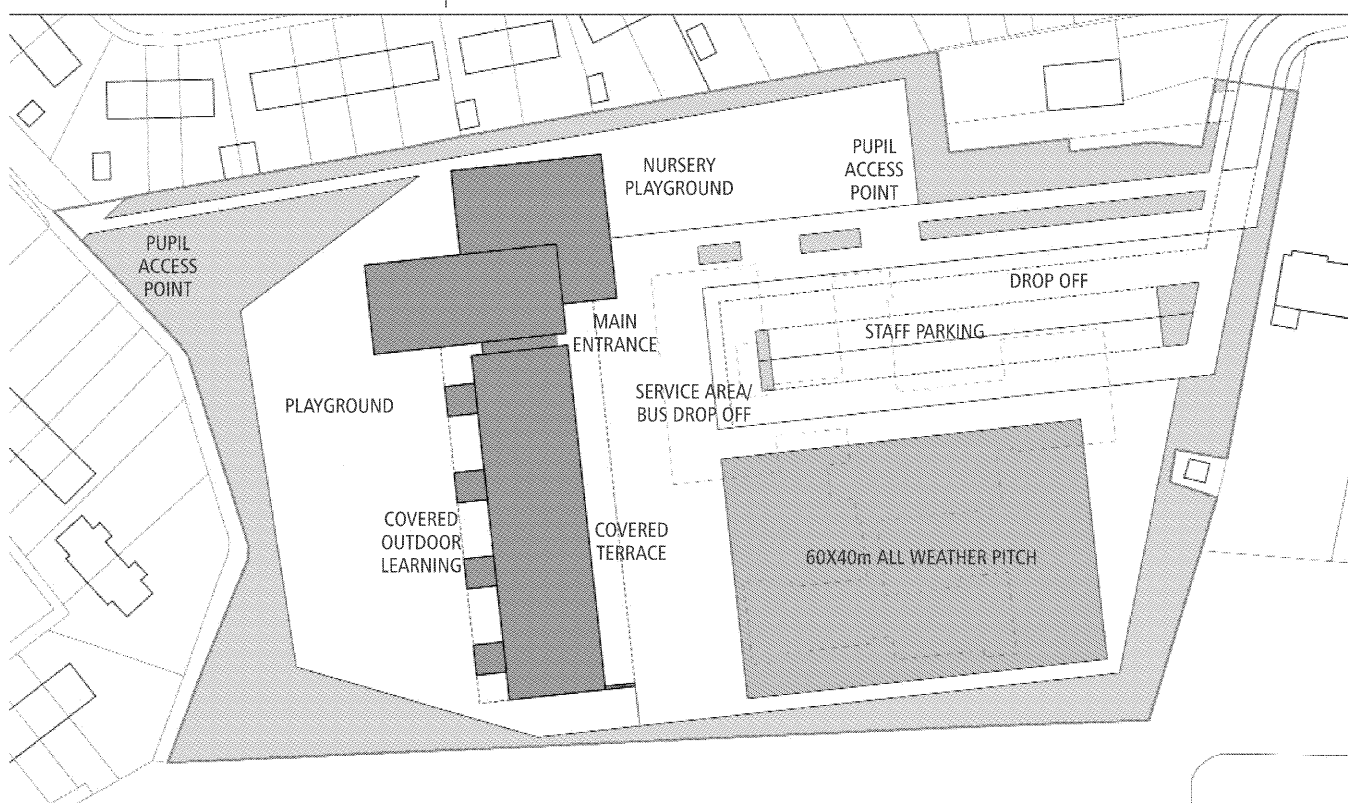 NURSERY
PLAYGROUND
PUPIL
ACCESS
POINT
PUPIL
ACCESS
POINT
DROP OFF
MAIN
ENTRANCE
STAFF PARKING
PLAYGROUND
SERVICE AREA/
BUS DROP OFF
COVERED
OUTDOOR
LEARNING
COVERED
TERRACE
60X40m ALL WEATHER PITCH